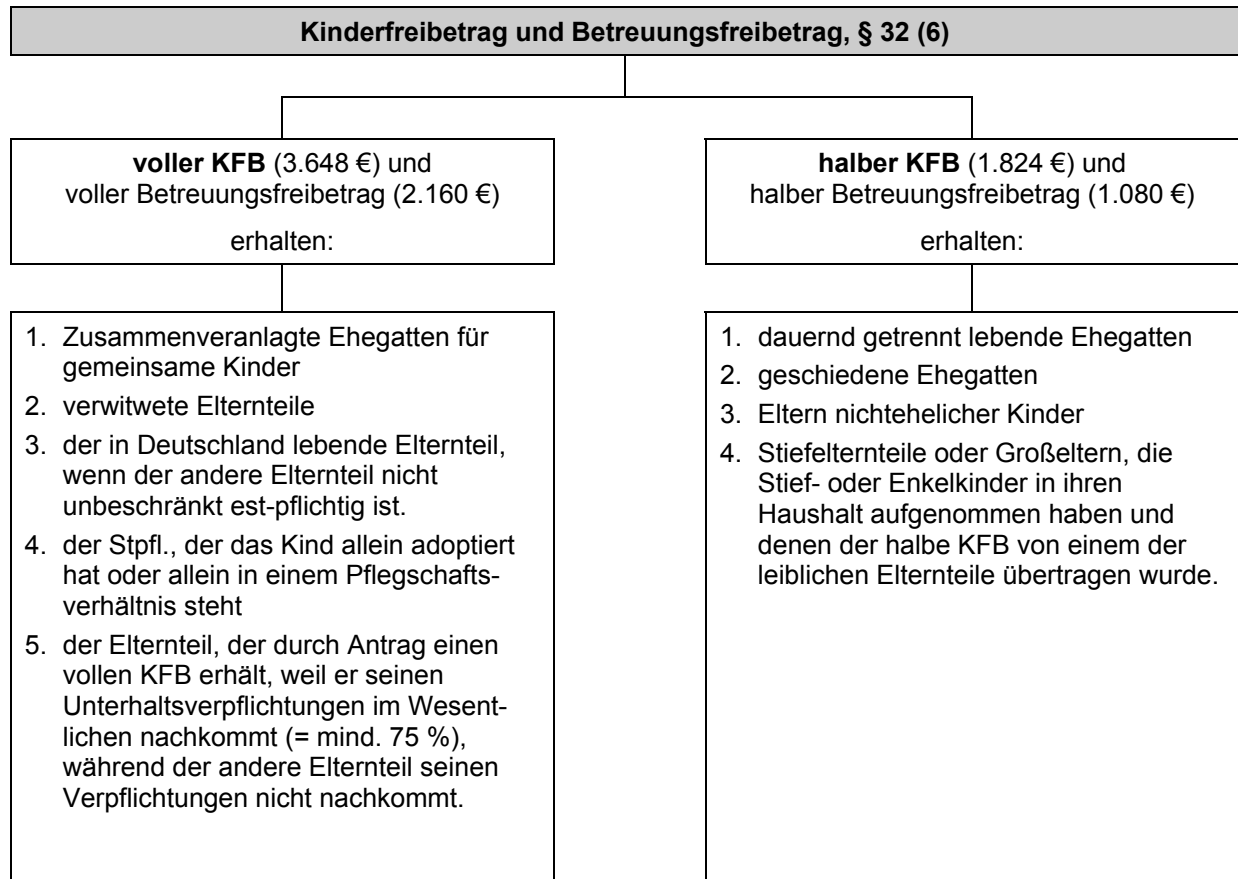 Kinderfreibetrag und Betreuungsfreibetrag, § 32 (6)
voller KFB (3.648 €) und
voller Betreuungsfreibetrag (2.160 €)
erhalten:
halber KFB (1.824 €) und
halber Betreuungsfreibetrag (1.080 €)
erhalten:
1. Zusammenveranlagte Ehegatten für
gemeinsame Kinder
2. verwitwete Elternteile
3. der in Deutschland lebende Elternteil,
wenn der andere Elternteil nicht
unbeschränkt est-pflichtig ist.
4. der Stpfl., der das Kind allein adoptiert
hat oder allein in einem Pflegschafts-
verhältnis steht
5. der Elternteil, der durch Antrag einen
vollen KFB erhält, weil er seinen
Unterhaltsverpflichtungen im Wesent-
lichen nachkommt (= mind. 75 %),
während der andere Elternteil seinen
Verpflichtungen nicht nachkommt.
1. dauernd getrennt lebende Ehegatten
2. geschiedene Ehegatten
3. Eltern nichtehelicher Kinder
4. Stiefelternteile oder Großeltern, die
Stief- oder Enkelkinder in ihren
Haushalt aufgenommen haben und
denen der halbe KFB von einem der
leiblichen Elternteile übertragen wurde.